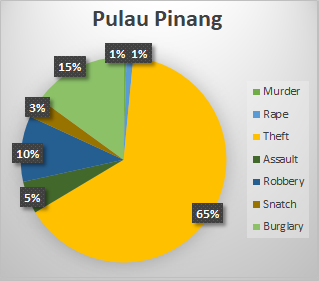 Pulau Pinang
1% 1%
15%
3%
10%
5%
65%
Murder
Rape
Theft
Assault
Robbery
Snatch
Burglary